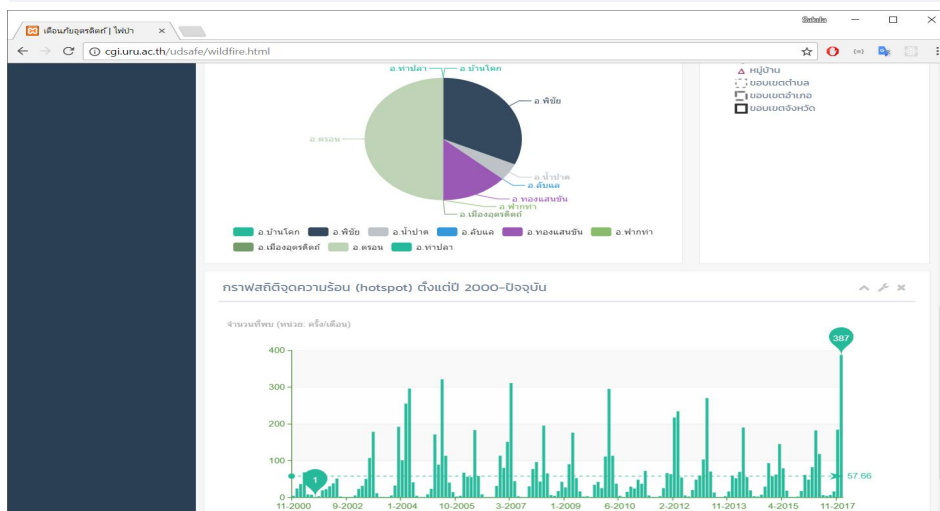 เตือนภัยอุตรดิตถ์ | ไฟป่า
cgi.uru.ac.th/udsafe/wildfire.html
อ.ท่าปลา อ.บ้านโคก
อ.พิชัย
อ.ตรอน
อ.น้ำปาด
อ.ลับแล
อ.ทองแสนขัน
อ.ฟากท่า
อ.เมืองอุตรดิตถ์
อ.บ้านโคก อ.พิชัย อ.น้ำปาด อ.ลับแล อ.ทองแสนขัน อ.ฟากท่า
อ.เมืองอุตรดิตถ์ อ.ตรอน อ.ท่าปลา
หมู่บ้าน
ขอบเขตตำบล
ขอบเขตอำเภอ
ขอบเขตจังหวัด
กราฟสถิติจุดความร้อน (hotspot) ตั้งแต่ปี 2000-ปัจจุบัน
จำนวนที่พบ (หน่วย: ครั้ง/เดือน)
387
400
300
200
100
0
1
57.66
11-2000 9-2002 1-2004 10-2005 3-2007 1-2009 6-2010 2-2012 11-2013 4-2015 11-2017